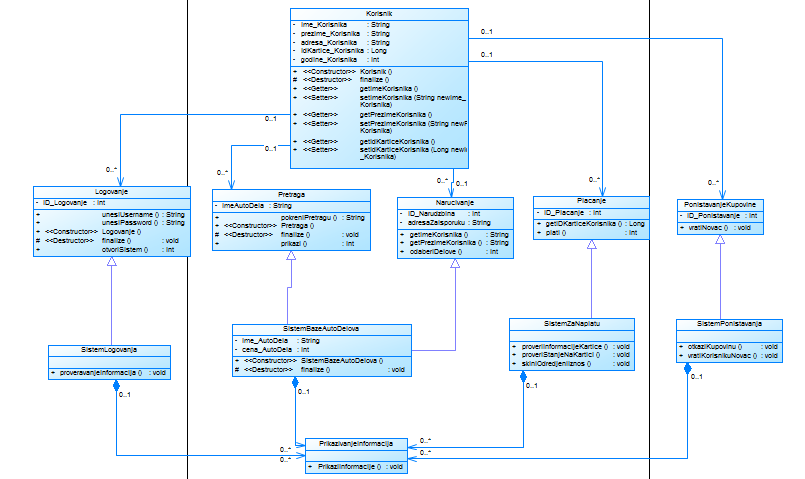 Korisnik
- ime_Korisnika : String
- prezime_Korisnika : String
- adresa_Korisnika : String
- idKartice_Korisnika : Long
- godine_Korisnika : int
+ <<Constructor>> Korisnik ()
# <<Destructor>> finalize ()
+ <<Getter>> getimeKorisnika ()
+ <<Setter>> setimeKorisnika (String newIme_
Korisnika)
+ <<Getter>> getPrezimeKorisnika ()
+ <<Setter>> setPrezimeKorisnika (String newP
Korisnika)
+ <<Getter>> getIdKarticeKorisnika ()
+ <<Setter>> setIdKarticeKorisnika (Long newI
_Korisnika)
0..1
0..1
0..1
0..1
0..1
0..*
0..*
0..*
0..*
0..*
Logovanje
- ID_Logovanje : int
+ unesiUsername () : String
+ unesiPassword () : String
+ <<Constructor>> Logovanje ()
# <<Destructor>> finalize () : void
+ otvoriSistem () : int
Pretraga
- imeAutoDela : String
+ pokreniPretragu () : String
+ <<Constructor>> Pretraga ()
# <<Destructor>> finalize () : void
+ prikazi () : int
Narucivanje
- ID_Narudzbina : int
- adresaZaIsporuku : String
+ getimeKorisnika () : String
+ getPrezimeKorisnika () : String
+ odaberiDelove () : int
Placanje
- ID_Placanje : int
+ getIDKarticeKorisnika () : Long
+ plati () : int
PonistavanjeKupovine
- ID_Ponistavanje : int
+ vratiNovac () : void
SistemLogovanja
+ proveravanjeInformacija () : void
SistemBazeAutoDelova
- ime_AutoDela : String
- cena_AutoDela : int
+ <<Constructor>> SistemBazeAutoDelova ()
# <<Destructor>> finalize () : void
SistemZaNaplatu
+ proveriInformacijeKartice () : void
+ proveriStanjeNaKartici () : void
+ skiniOdredjeniIznos () : void
SistemPonistavanja
+ otkaziKupovinu () : void
+ vratiKorisnikuNovac () : void
0..1
0..1
0..1
0..1
PrikazivanjeInformacija
+ PrikaziInformacije () : void
0..*
0..*
0..*
0..*